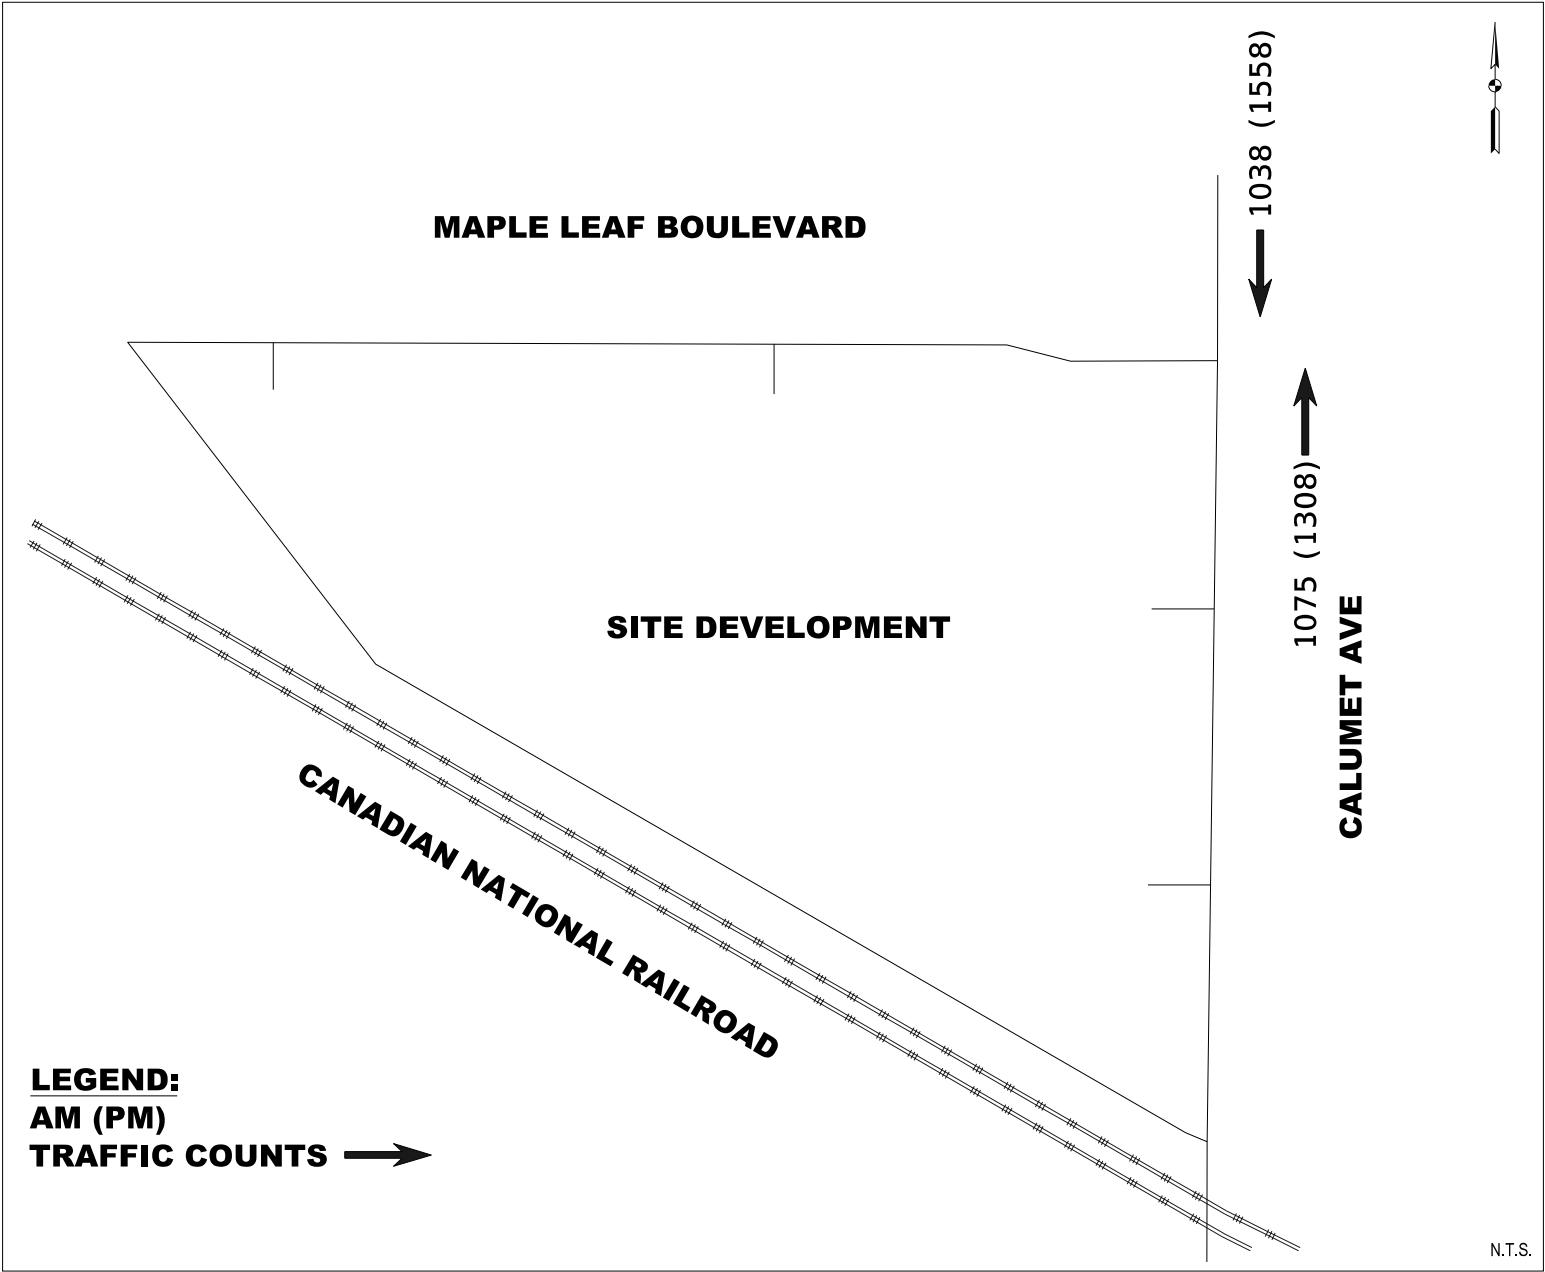 1038 (1558)
MAPLE LEAF BOULEVARD
1075 (1308)
SITE DEVELOPMENT
CALUMET AVE
CANADIAN NATIONAL RAILROAD
LEGEND:
AM (PM)
TRAFFIC COUNTS
N.T.S.